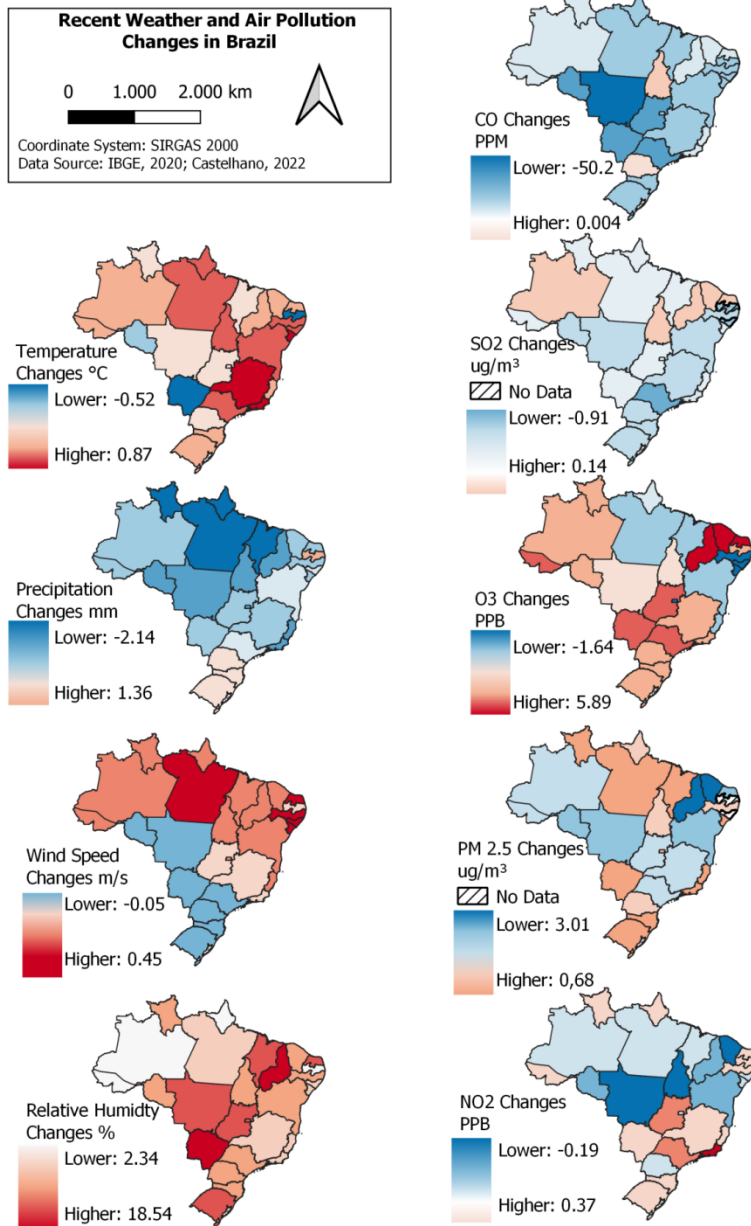 Recent Weather and Air Pollution
Changes in Brazil
0 1.000 2.000 km
Coordinate System: SIRGAS 2000
Data Source: IBGE, 2020; Castelhano, 2022
CO Changes
PPM
Lower: -50.2
Higher: 0.004
Temperature
Changes °C
Lower: -0.52
Higher: 0.87
SO2 Changes
ug/m³
No Data
Lower: -0.91
Higher: 0.14
Precipitation
Changes mm
Lower: -2.14
Higher: 1.36
O3 Changes
PPB
Lower: -1.64
Higher: 5.89
Wind Speed
Changes m/s
Lower: -0.05
Higher: 0.45
PM 2.5 Changes
ug/m³
No Data
Lower: 3.01
Higher: 0,68
Relative Humidty
Changes %
Lower: 2.34
Higher: 18.54
NO2 Changes
PPB
Lower: -0.19
Higher: 0.37